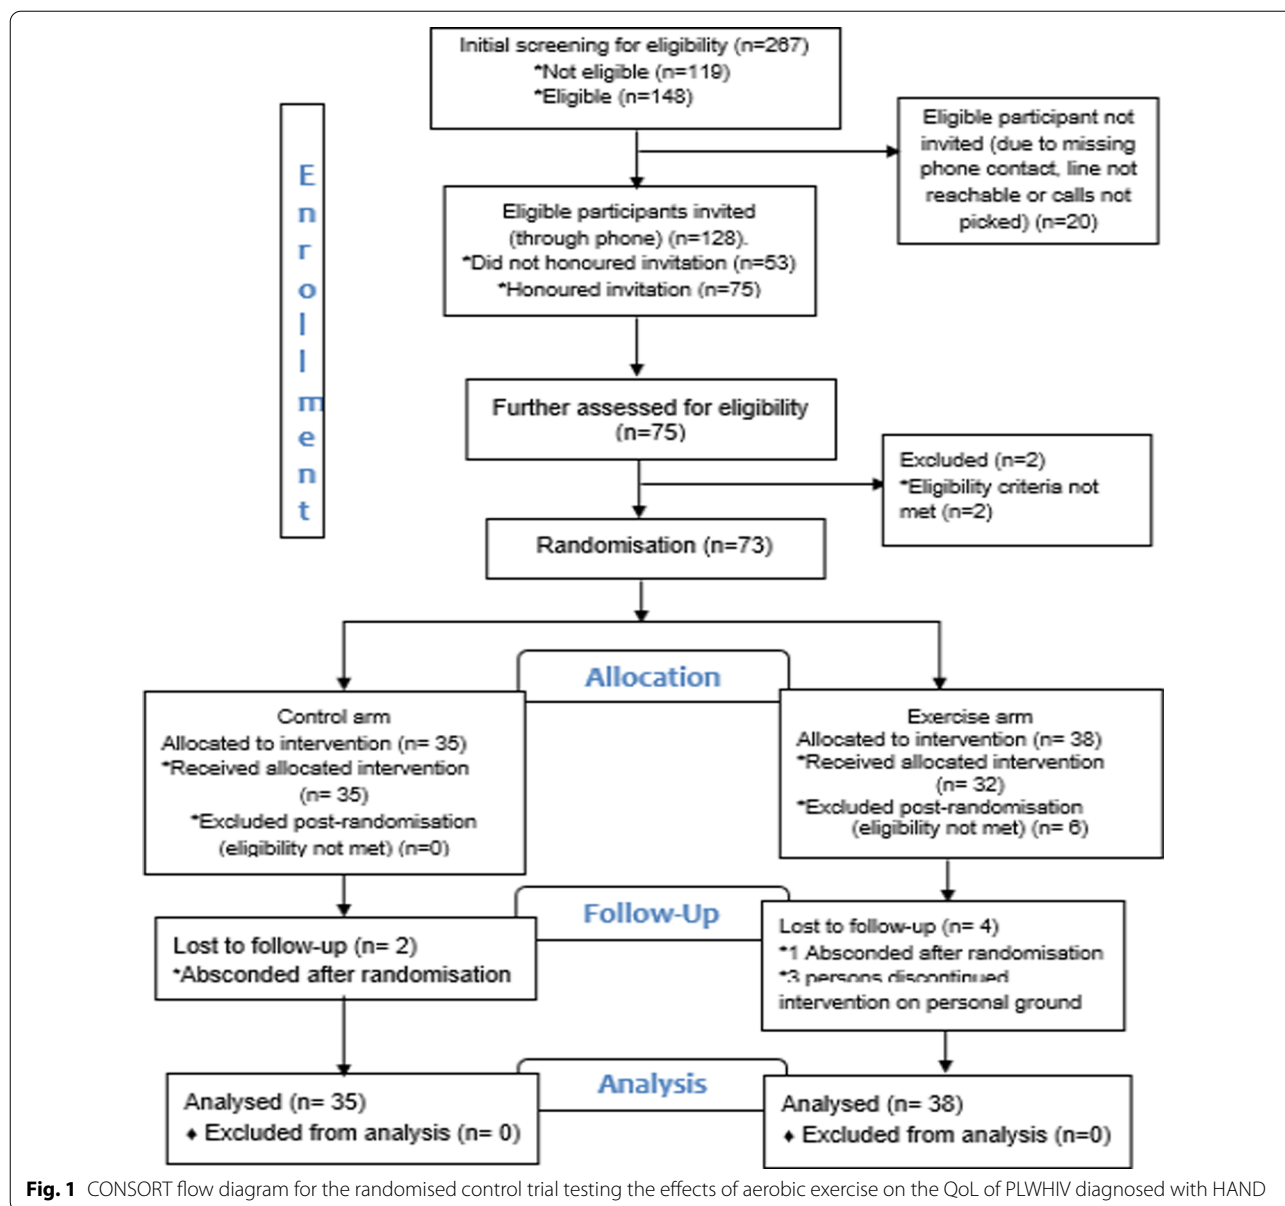 Initial screening for eligibility (n=267)
*Not eligible (n=119)
*Eligible (n=148)
Eligible participant not
invited (due to missing
phone contact, line not
reachable or calls not
picked) (n=20)
Enrollment
Eligible participants invited
(through phone) (n=128).
*Did not honoured invitation (n=53)
*Honoured invitation (n=75)
Further assessed for eligibility
(n=75)
Excluded (n=2)
*Eligibility criteria not
met (n=2)
Randomisation (n=73)
Allocation
Control arm
Allocated to intervention (n= 35)
*Received allocated intervention
(n= 35)
*Excluded post-randomisation
(eligibility not met) (n=0)
Exercise arm
Allocated to intervention (n= 38)
*Received allocated intervention
(n= 32)
*Excluded post-randomisation
(eligibility not met) (n= 6)
Follow-Up
Lost to follow-up (n= 2)
*Absconded after randomisation
Lost to follow-up (n= 4)
*1 Absconded after randomisation
*3 persons discontinued
intervention on personal ground
Analysis
Analysed (n= 35)
♦ Excluded from analysis (n= 0)
Analysed (n= 38)
♦ Excluded from analysis (n=0)
Fig. 1 CONSORT flow diagram for the randomised control trial testing the effects of aerobic exercise on the QoL of PLWHIV diagnosed with HAND